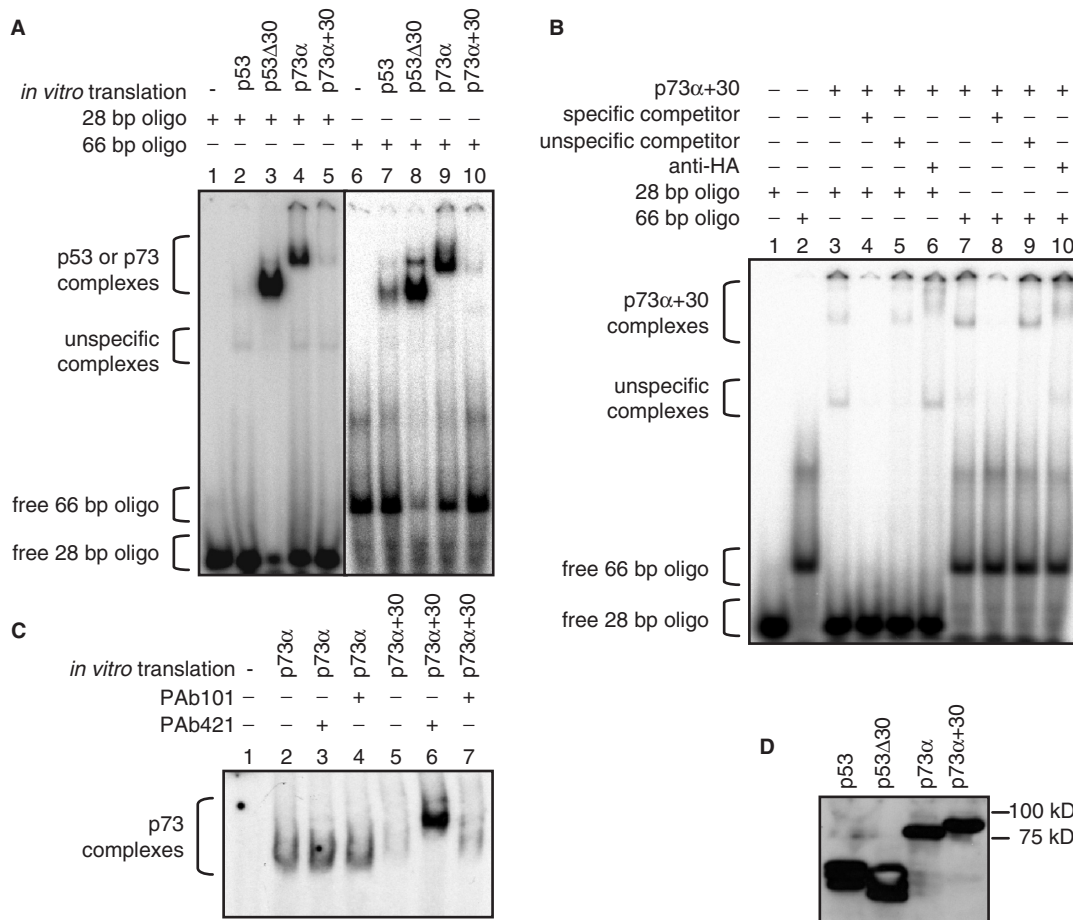 A
in vitro translation - p53 p53Δ30 p73α p73α+30 - p53 p53Δ30 p73α p73α+30
28 bp oligo + + + + + − − − − −
66 bp oligo − − − − − + + + + +
1 2 3 4 5 6 7 8 9 10
p53 or p73
complexes
unspecific
complexes
free 66 bp oligo
free 28 bp oligo
B
p73α+30 − − + + + + + + + +
specific competitor − − − + − − − + − −
unspecific competitor − − − − + − − − + −
anti-HA − − − − − + − − − +
28 bp oligo + − + + + + − − − −
66 bp oligo − + − − − − + + + +
1 2 3 4 5 6 7 8 9 10
p73α+30
complexes
unspecific
complexes
free 66 bp oligo
free 28 bp oligo
C
in vitro translation - p73α p73α p73α p73α+30 p73α+30 p73α+30
PAb101 − − − + − − +
PAb421 − − + − − + −
1 2 3 4 5 6 7
p73
complexes
D
p53 p53Δ30 p73α p73α+30
100 kD
75 kD